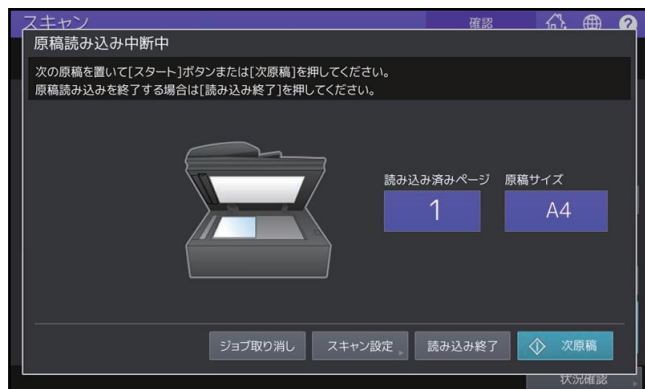 スキャン
確認
?
原稿読み込み中断中
次の原稿を置いて[スタート]ボタンまたは[次原稿]を押してください。
原稿読み込みを終了する場合は[読み込み終了]を押してください。
読み込み済みページ 原稿サイズ
1 A4
ジョブ取り消し スキャン設定 読み込み終了 次原稿
状況確認